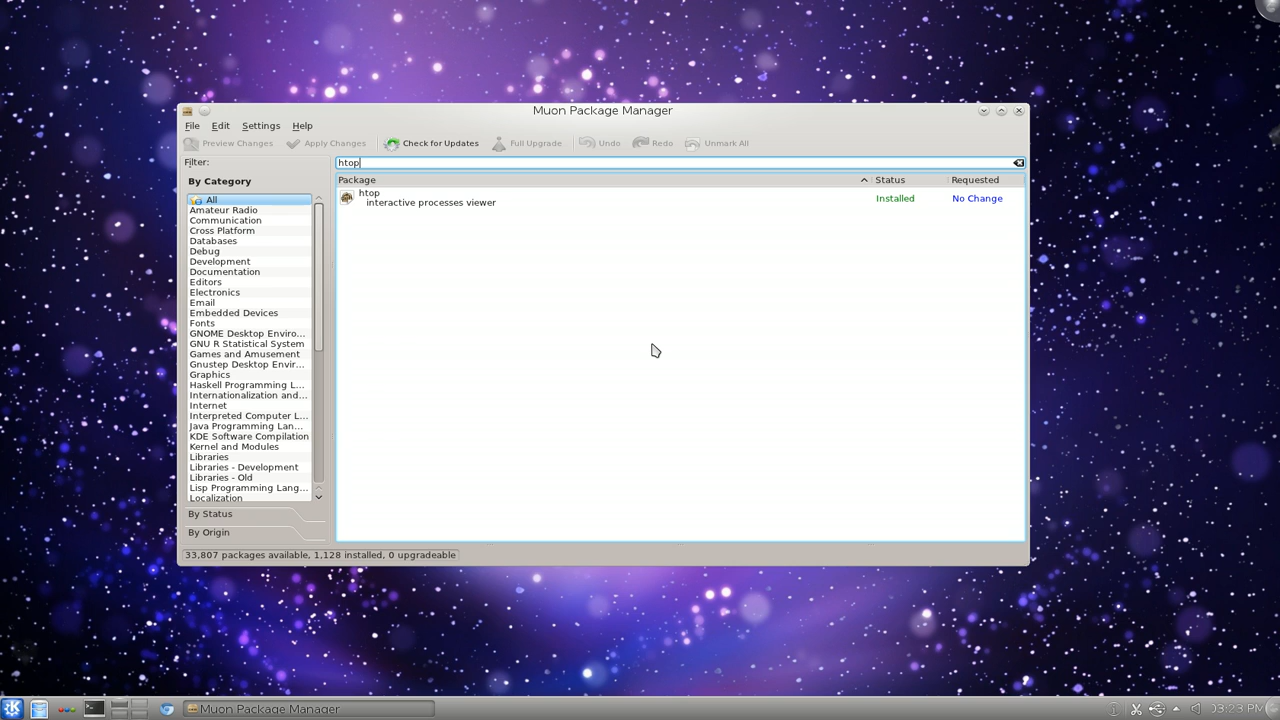 Muon Package Manager
File Edit Settings Help
Preview Changes Apply Changes Check for Updates Full Upgrade Undo Redo Unmark All
Filter: htop
By Category
Package Status Requested
htop
interactive processes viewer
Installed No Change
All
Amateur Radio
Communication
Cross Platform
Databases
Debug
Development
Documentation
Editors
Electronics
Email
Embedded Devices
Fonts
GNOME Desktop Enviro...
GNU R Statistical System
Games and Amusement
Gnustep Desktop Envir...
Graphics
Haskell Programming L...
Internationalization and...
Internet
Interpreted Computer L...
Java Programming Lan...
KDE Software Compilation
Kernel and Modules
Libraries
Libraries - Development
Libraries - Old
Lisp Programming Lang...
Localization
By Status
By Origin
33,807 packages available, 1,128 installed, 0 upgradeable
Muon Package Manager 03:23 PM